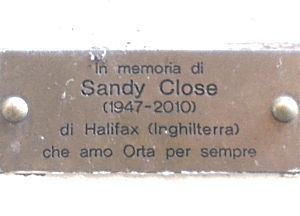 In memoria di
Sandy Close
(1947-2010)
di Halifax (Inghilterra)
che amo Orta per sempre